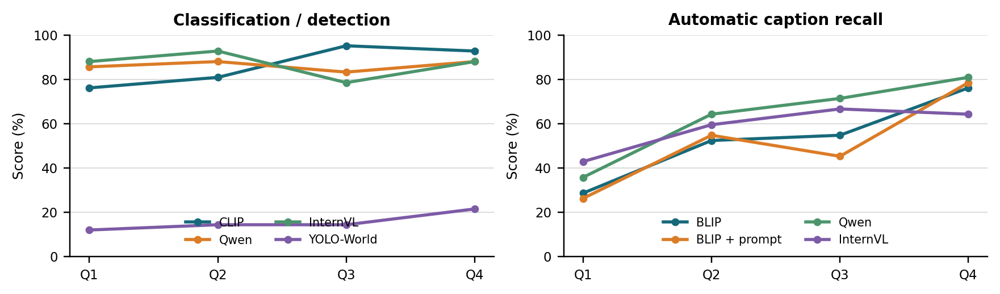 Classification / detection
Score (%)
100
80
60
40
20
0
Q1 Q2 Q3 Q4
CLIP InternVL
Qwen YOLO-World
Automatic caption recall
Score (%)
100
80
60
40
20
0
Q1 Q2 Q3 Q4
BLIP Qwen
BLIP + prompt InternVL